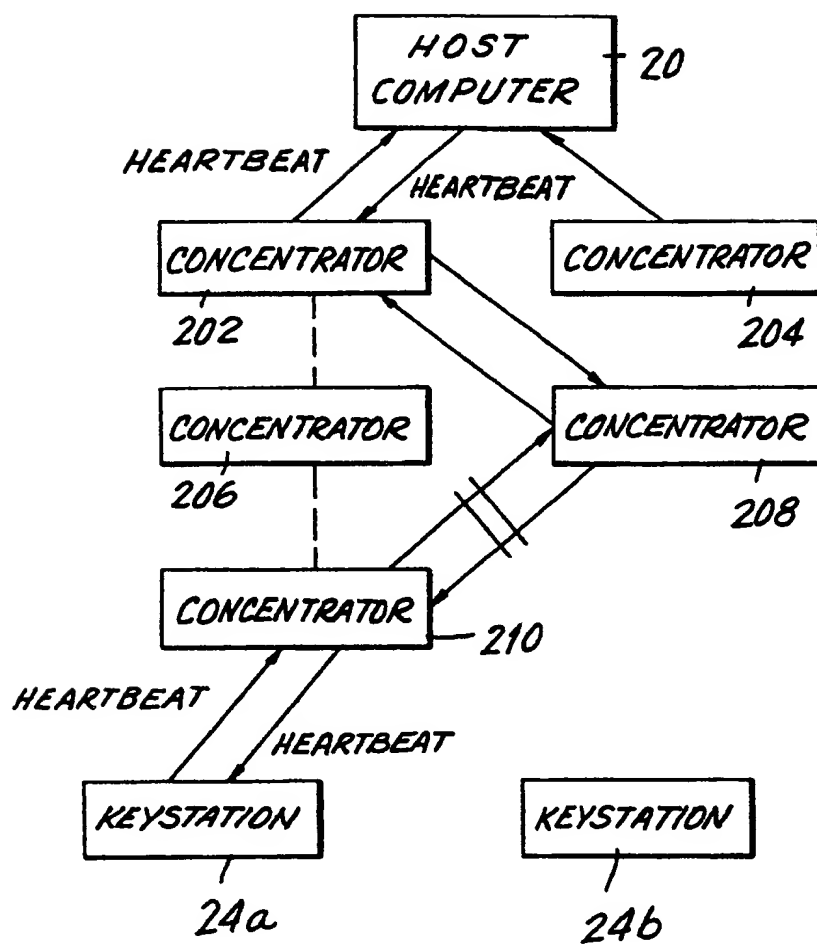 HOST
COMPUTER
20
HEARTBEAT
HEARTBEAT
CONCENTRATOR
202
CONCENTRATOR
204
CONCENTRATOR
206
CONCENTRATOR
208
CONCENTRATOR
210
HEARTBEAT
HEARTBEAT
KEYSTATION
24a
KEYSTATION
24b